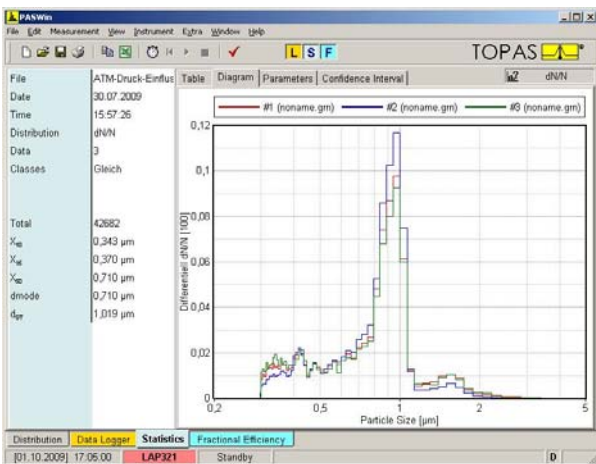 PASWin
File Edit Measurement View Instrument Extra Window Help
L S F
TOPAS
File ATM-Druck-Einflus
Date 30.07.2009
Time 15:57:26
Distribution dN/N
Data 3
Classes Gleich
Total 42682
0,343 µm
0,370 µm
0,710 µm
dmode 0,710 µm
1,019 µm
Table Diagram Parameters Confidence Interval
dN/N
#1 (noname.gm) #2 (noname.gm) #3 (noname.gm)
Differentiell dN/N [100]
0,12
0,1
0,08
0,06
0,04
0,02
0
0,2 0,5 1 2 5
Particle Size [µm]
Distribution Data Logger Statistics Fractional Efficiency
[01.10.2009] 17:05:00 LAP321 Standby D